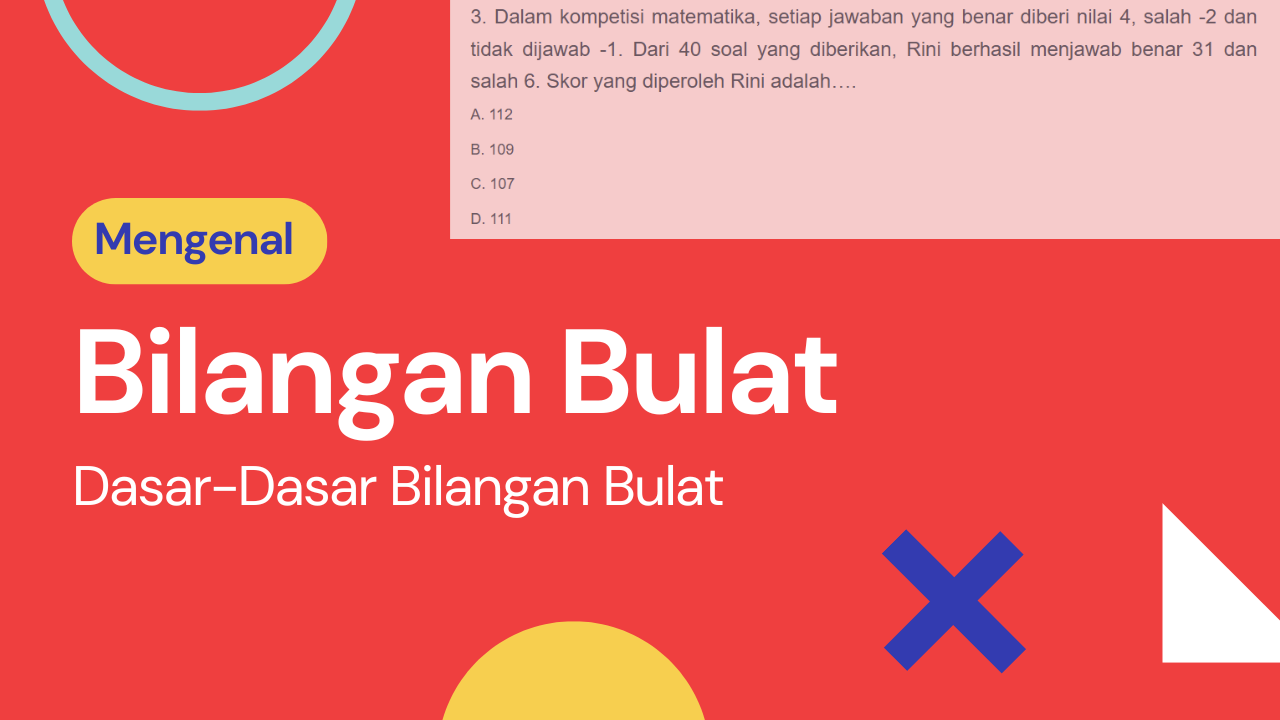 3. Dalam kompetisi matematika, setiap jawaban yang benar diberi nilai 4, salah -2 dan
tidak dijawab -1. Dari 40 soal yang diberikan, Rini berhasil menjawab benar 31 dan
salah 6. Skor yang diperoleh Rini adalah….
A. 112
B. 109
C. 107
D. 111
Mengenal
Bilangan Bulat
Dasar-Dasar Bilangan Bulat